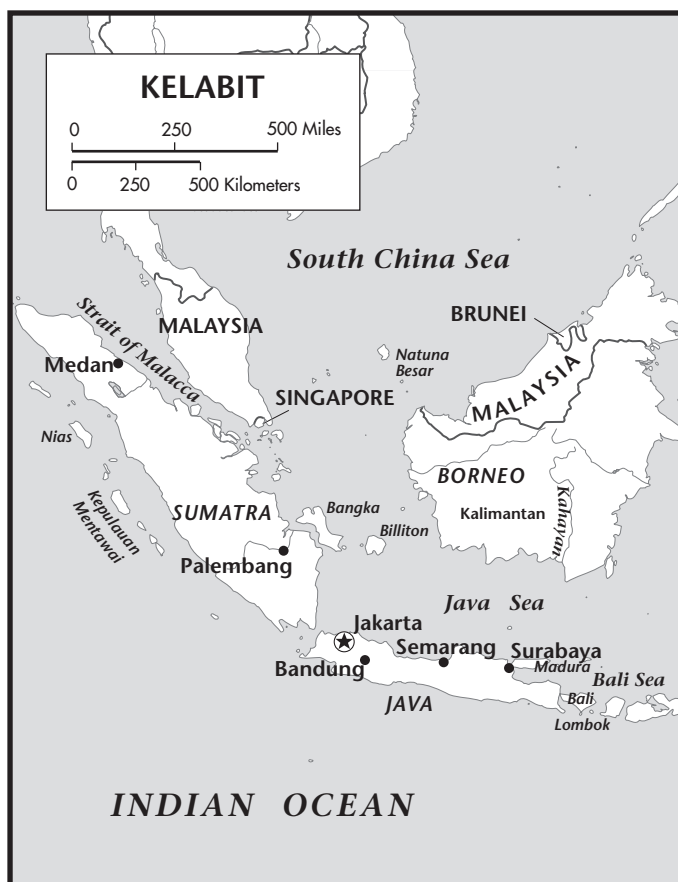 KELABIT
0 250 500 Miles
0 250 500 Kilometers
South China Sea
BRUNEI
MALAYSIA
Strait of Malacca
Natuna
Besar
Medan
MALAYSIA
SINGAPORE
Nias
BORNEO
Kepulauan
Mentawai
SUMATRA
Bangka
Kalimantan
Kahayan
Billiton
Palembang
Java Sea
Jakarta
Semarang
Surabaya
Bandung
Madura
Bali Sea
JAVA
Bali
Lombok
INDIAN OCEAN